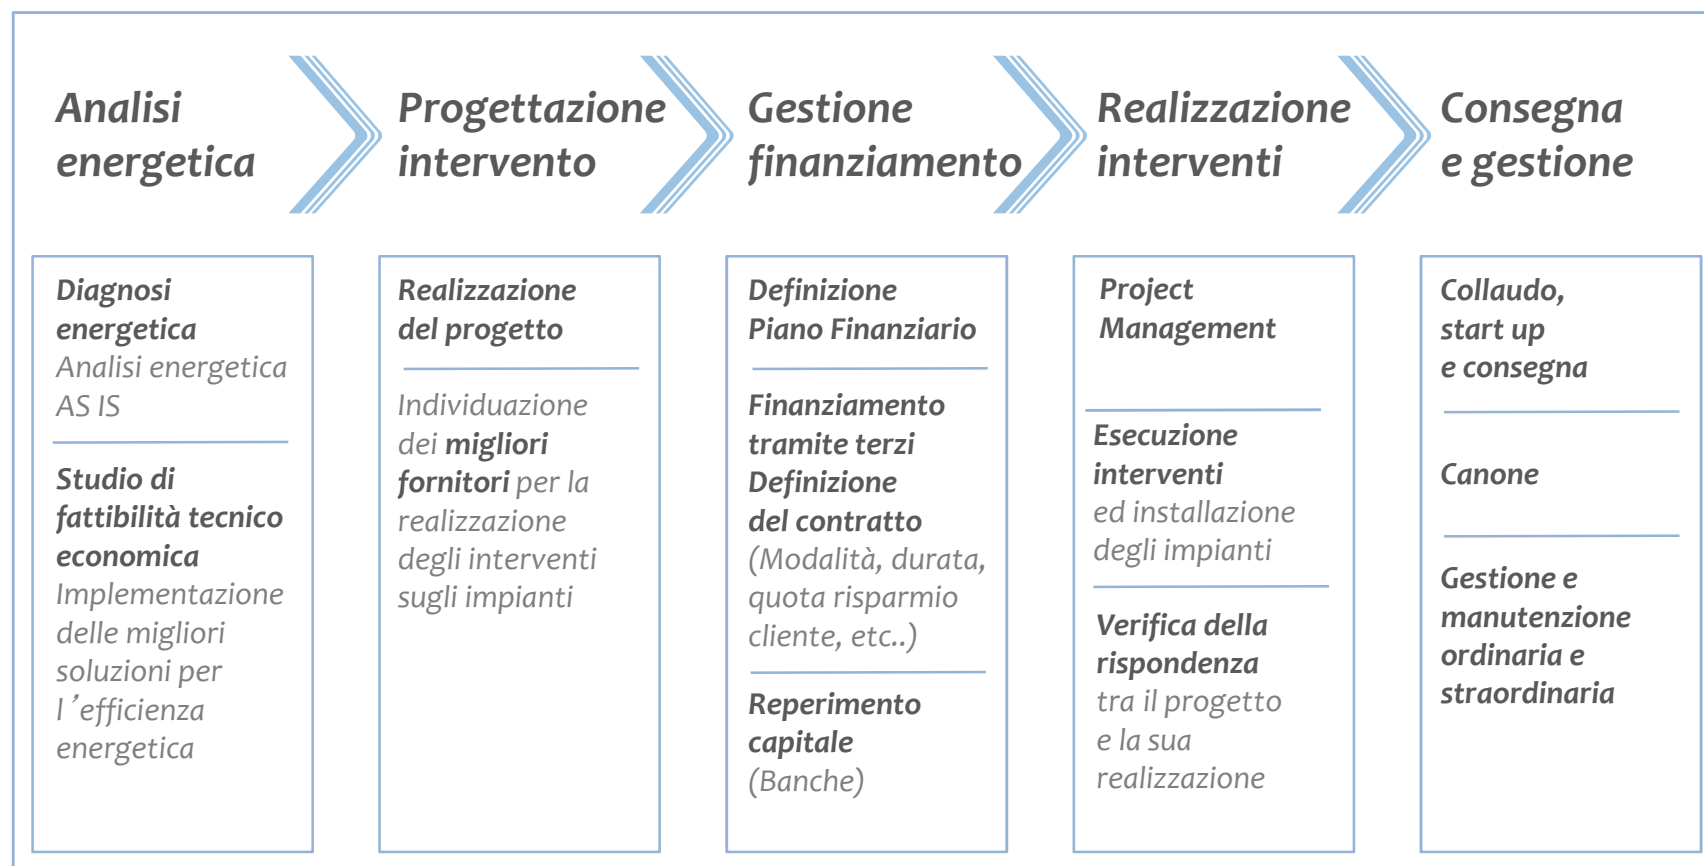 Analisi
energetica
Progettazione
intervento
Gestione
finanziamento
Realizzazione
interventi
Consegna
e gestione
Diagnosi
energetica
Analisi energetica
AS IS
Studio di
fattibilità tecnico
economica
Implementazione
delle migliori
soluzioni per
l ’efficienza
energetica
Realizzazione
del progetto
Individuazione
dei migliori
fornitori per la
realizzazione
degli interventi
sugli impianti
Definizione
Piano Finanziario
Finanziamento
tramite terzi
Definizione
del contratto
(Modalità, durata,
quota risparmio
cliente, etc..)
Reperimento
capitale
(Banche)
Project
Management
Esecuzione
interventi
ed installazione
degli impianti
Verifica della
rispondenza
tra il progetto
e la sua
realizzazione
Collaudo,
start up
e consegna
Canone
Gestione e
manutenzione
ordinaria e
straordinaria